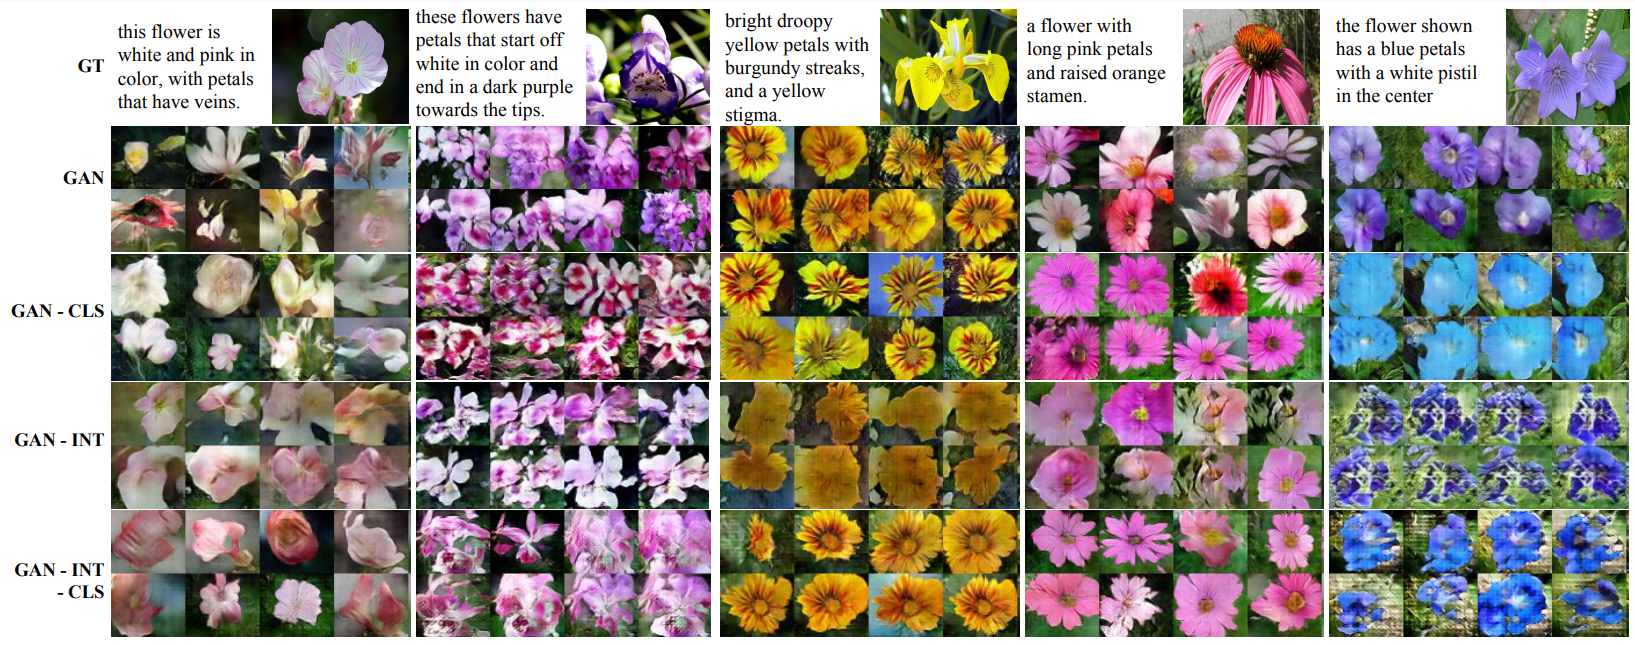 GT
this flower is
white and pink in
color, with petals
that have veins.
these flowers have
petals that start off
white in color and
end in a dark purple
towards the tips.
bright droopy
yellow petals with
burgundy streaks,
and a yellow
stigma.
a flower with
long pink petals
and raised orange
stamen.
the flower shown
has a blue petals
with a white pistil
in the center
GAN
GAN - CLS
GAN - INT
GAN - INT
- CLS